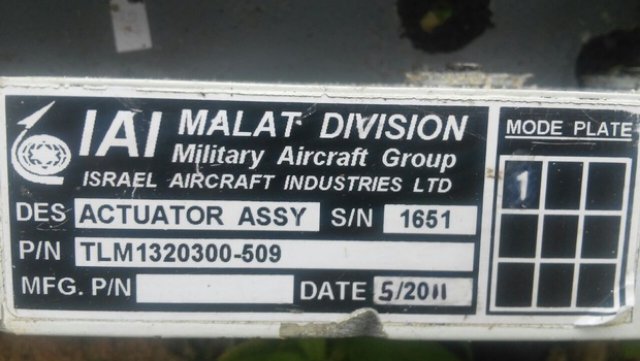 IAI MALAT DIVISION
Military Aircraft Group
ISRAEL AIRCRAFT INDUSTRIES LTD
DES ACTUATOR ASSY S/N 1651
P/N TLM1320300-509
MFG. P/N DATE 5/2011
MODE PLATE
1